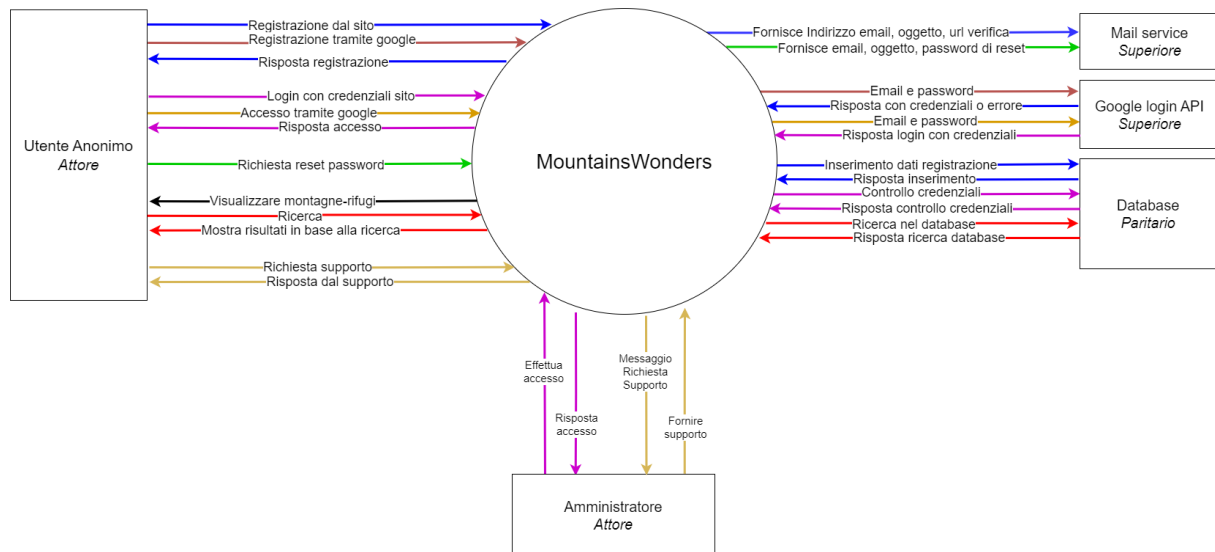 Registrazione dal sito
Registrazione tramite google
Risposta registrazione
Login con credenziali sito
Accesso tramite google
Risposta accesso
Utente Anonimo
Attore
Richiesta reset password
Visualizzare montagne-rifugi
Ricerca
Mostra risultati in base alla ricerca
Richiesta supporto
Risposta dal supporto
MountainsWonders
Fornisce Indirizzo email, oggetto, url verifica
Fornisce email, oggetto, password di reset
Mail service
Superiore
Email e password
Risposta con credenziali o errore
Email e password
Risposta login con credenziali
Google login API
Superiore
Inserimento dati registrazione
Risposta inserimento
Controllo credenziali
Risposta controllo credenziali
Ricerca nel database
Risposta ricerca database
Database
Paritario
Effettua
accesso
Risposta
accesso
Messaggio
Richiesta
Supporto
Fornire
supporto
Amministratore
Attore